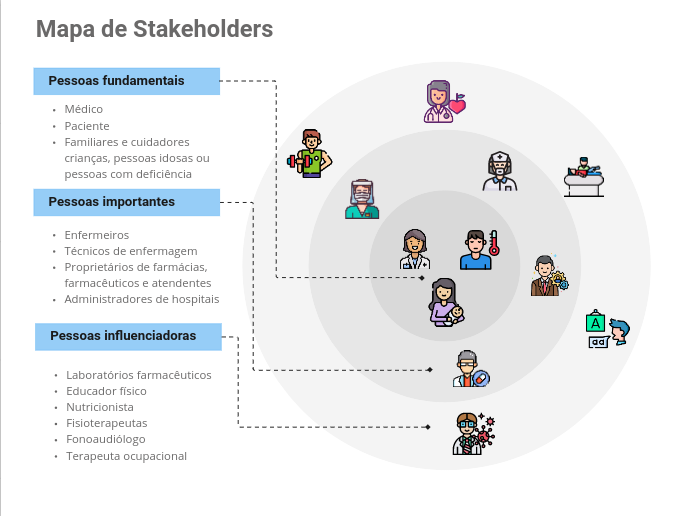 Mapa de Stakeholders
Pessoas fundamentais
• Médico
• Paciente
• Familiares e cuidadores
crianças, pessoas idosas ou
pessoas com deficiência
Pessoas importantes
• Enfermeiros
• Técnicos de enfermagem
• Proprietários de farmácias,
farmacêuticos e atendentes
• Administradores de hospitais
Pessoas influenciadoras
• Laboratórios farmacêuticos
• Educador físico
• Nutricionista
• Fisioterapeutas
• Fonoaudiólogo
• Terapeuta ocupacional
A